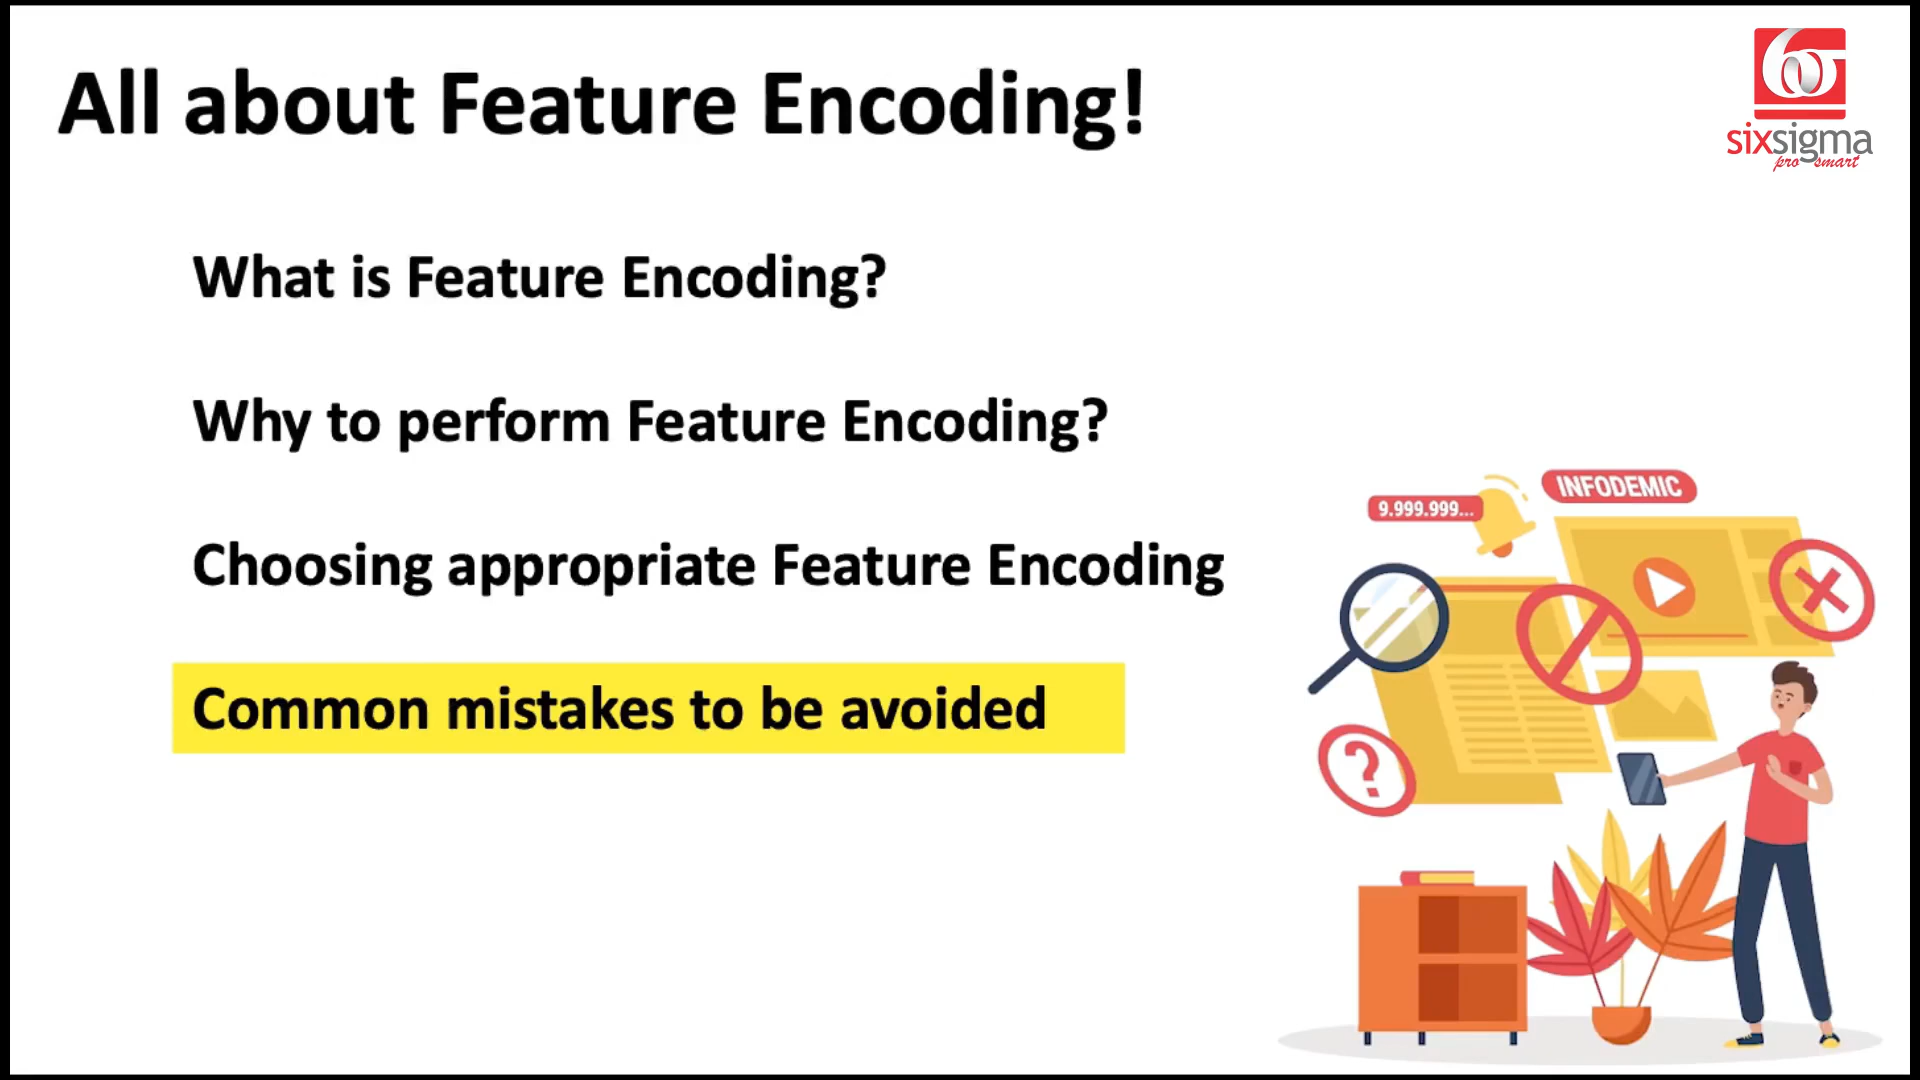 All about Feature Encoding!
sixsigma
pro smart
What is Feature Encoding?
Why to perform Feature Encoding?
Choosing appropriate Feature Encoding
Common mistakes to be avoided
INFODEMIC
9.999.999...
?